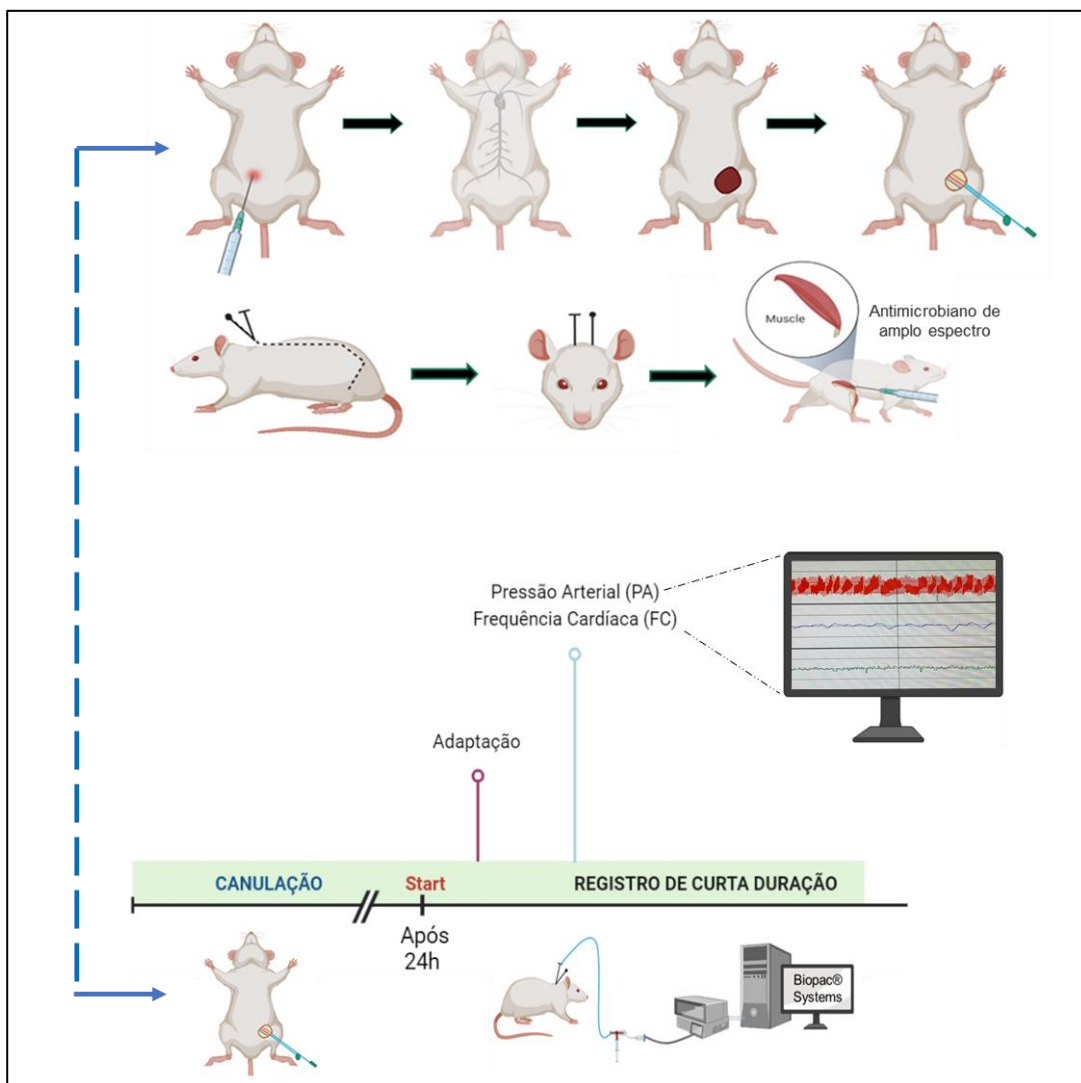 Muscle
Antimicrobiano de
amplo espectro
Pressão Arterial (PA)
Frequência Cardíaca (FC)
Adaptação
CANULAÇÃO
Start
REGISTRO DE CURTA DURAÇÃO
Após
24h
Biopac®
Systems